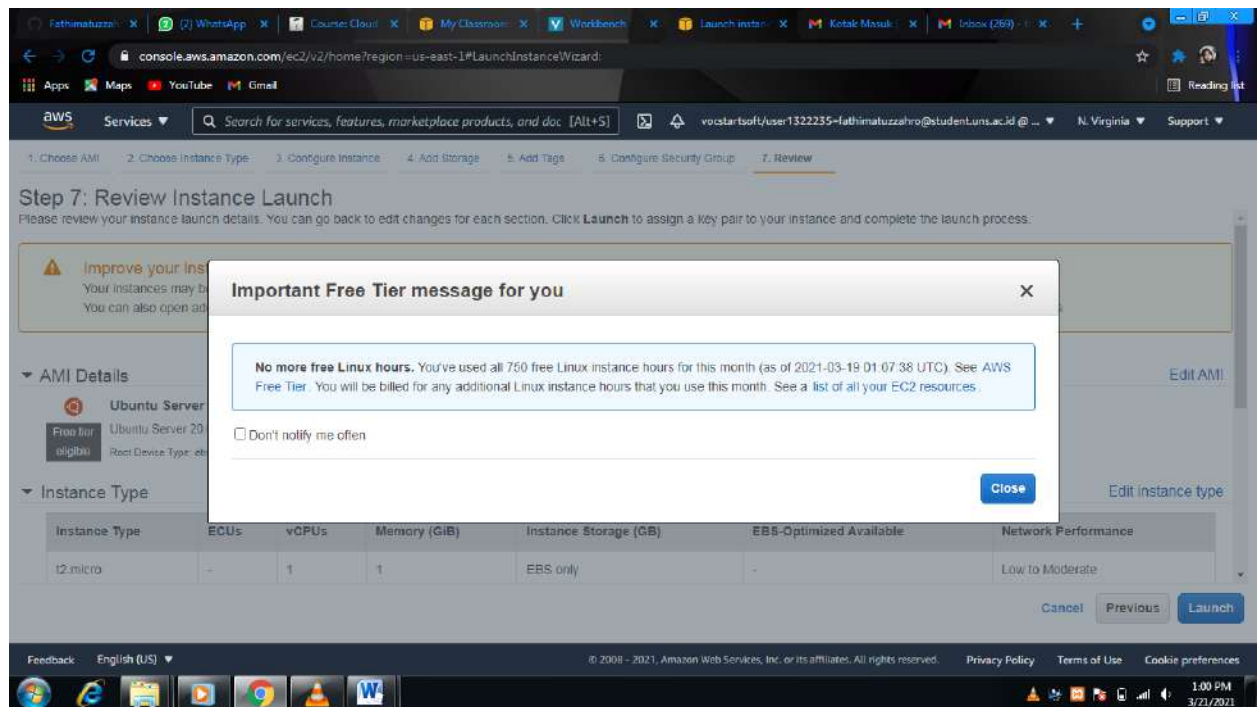 Fathimatuzzah
(2) WhatsApp
Course: Cloud
My Classroom
Workbench
Launch instan
Kotak Masuk
Inbox (269) -
console.aws.amazon.com/ec2/v2/home?region=us-east-1#LaunchInstanceWizard:
Apps Maps YouTube Gmail Reading list
aws Services Search for services, features, marketplace products, and doc [Alt+S] vocstartsoft/user1322235=fathimatuzzahro@student.uns.ac.id @ ... N. Virginia Support
1. Choose AMI 2. Choose Instance Type 3. Configure Instance 4. Add Storage 5. Add Tags 6. Configure Security Group 7. Review
Step 7: Review Instance Launch
Please review your instance launch details. You can go back to edit changes for each section. Click Launch to assign a key pair to your instance and complete the launch process.
Improve your inst
Your instances may b
You can also open ad
Important Free Tier message for you
No more free Linux hours. You've used all 750 free Linux instance hours for this month (as of 2021-03-19 01:07:38 UTC). See AWS
Free Tier. You will be billed for any additional Linux instance hours that you use this month. See a list of all your EC2 resources.
Don't notify me often
Close
AMI Details Edit AMI
Ubuntu Server
Free tier
eligible
Ubuntu Server 20
Root Device Type: eb
Instance Type Edit instance type
Instance Type ECUs vCPUs Memory (GiB) Instance Storage (GB) EBS-Optimized Available Network Performance
t2.micro - 1 1 EBS only - Low to Moderate
Cancel Previous Launch
Feedback English (US) © 2008 - 2021, Amazon Web Services, Inc. or its affiliates. All rights reserved. Privacy Policy Terms of Use Cookie preferences
1:00 PM
3/21/2021